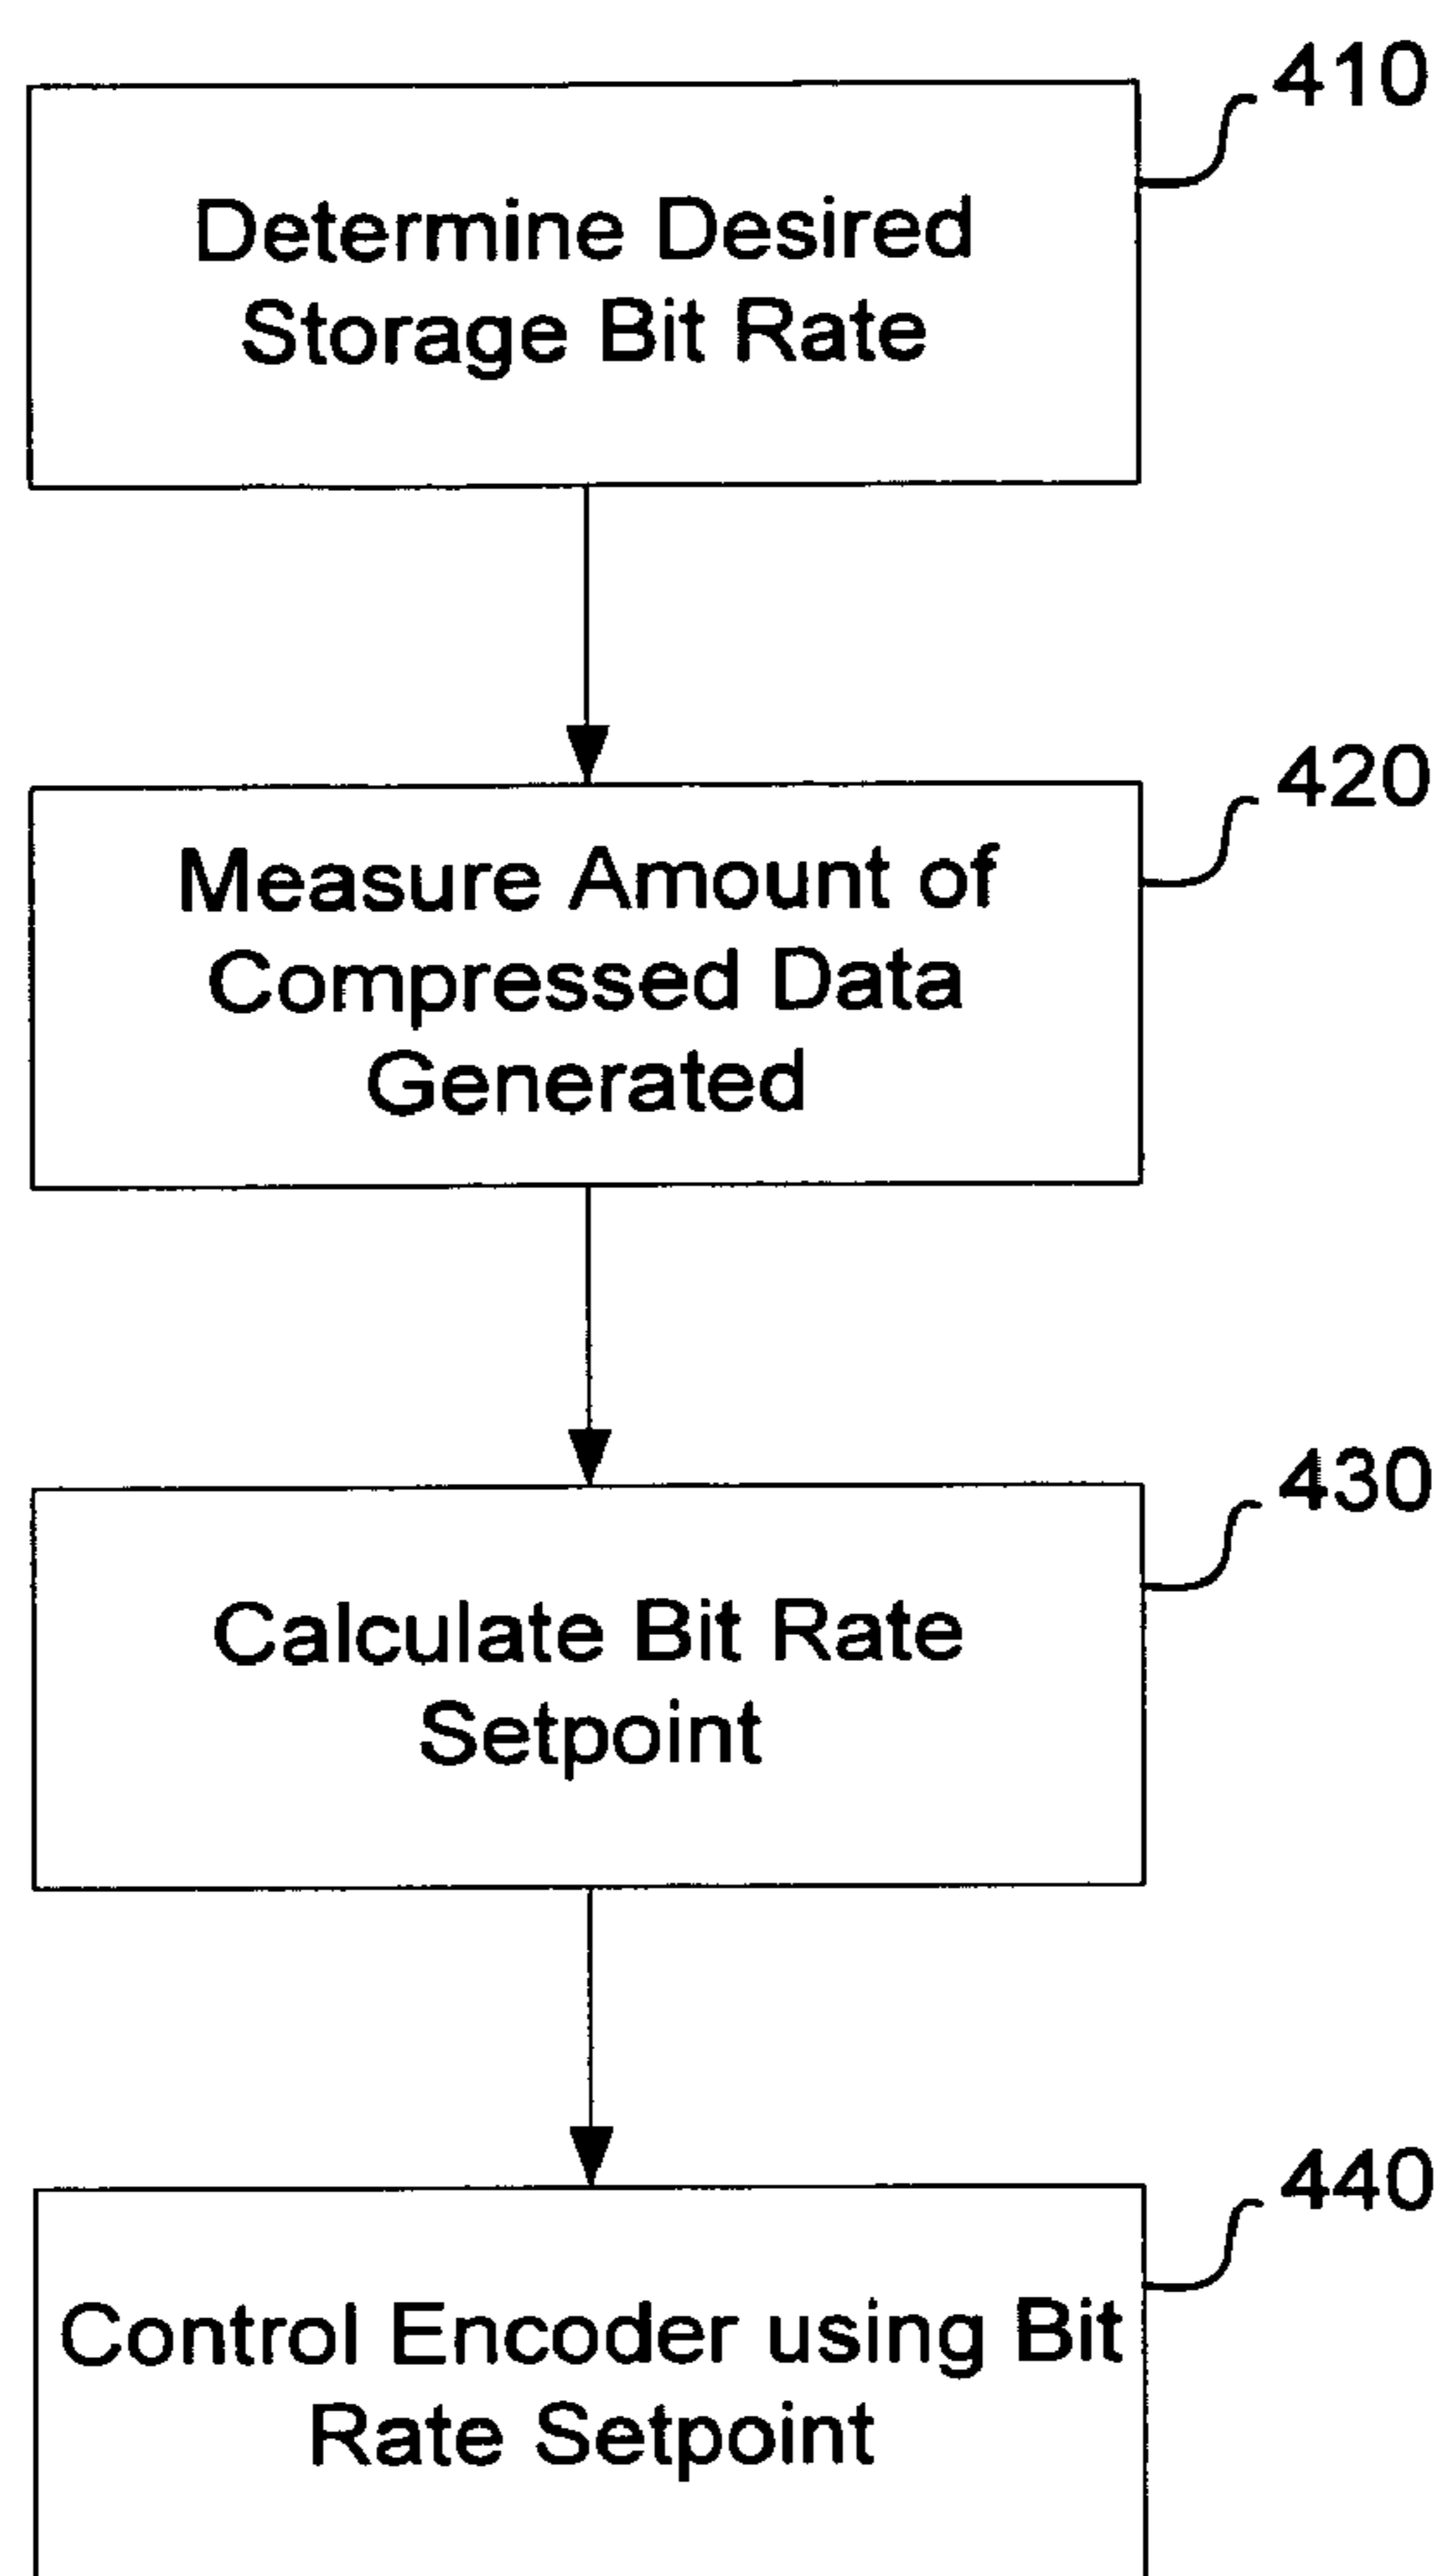 410
Determine Desired
Storage Bit Rate
420
Measure Amount of
Compressed Data
Generated
430
Calculate Bit Rate
Setpoint
440
Control Encoder using Bit
Rate Setpoint